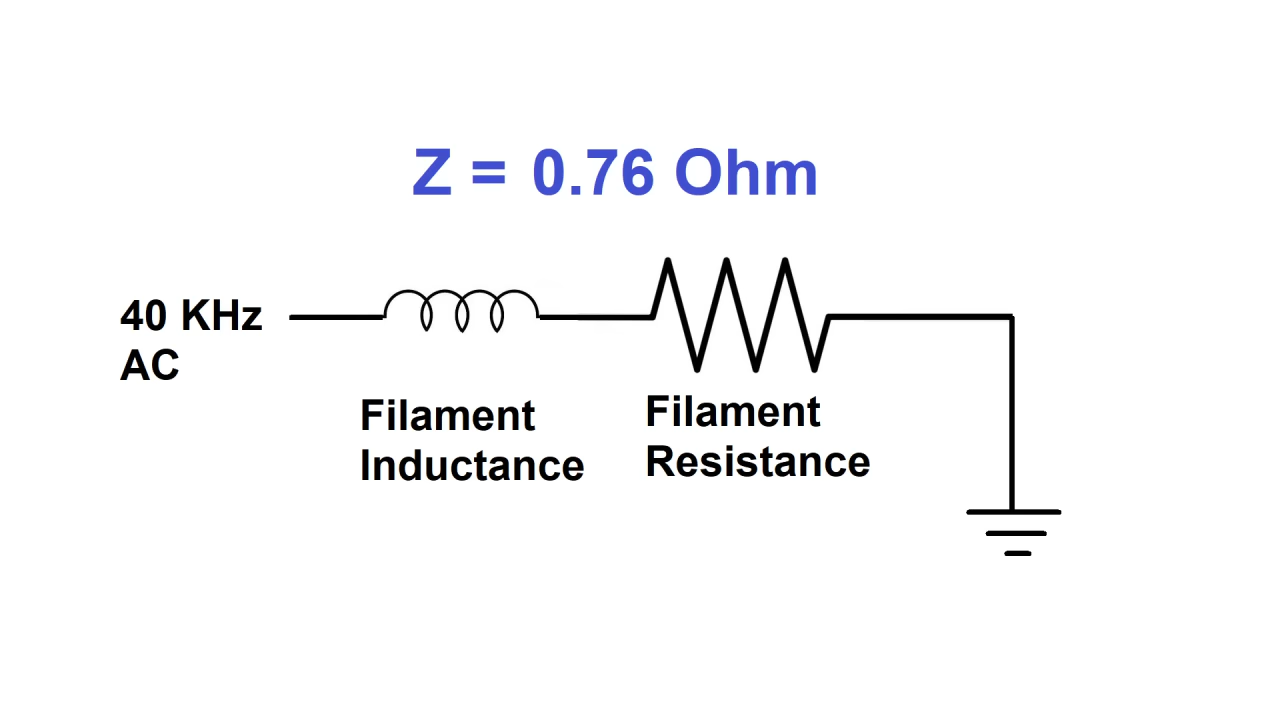 Z = 0.76 Ohm
40 KHz
AC
Filament
Inductance
Filament
Resistance